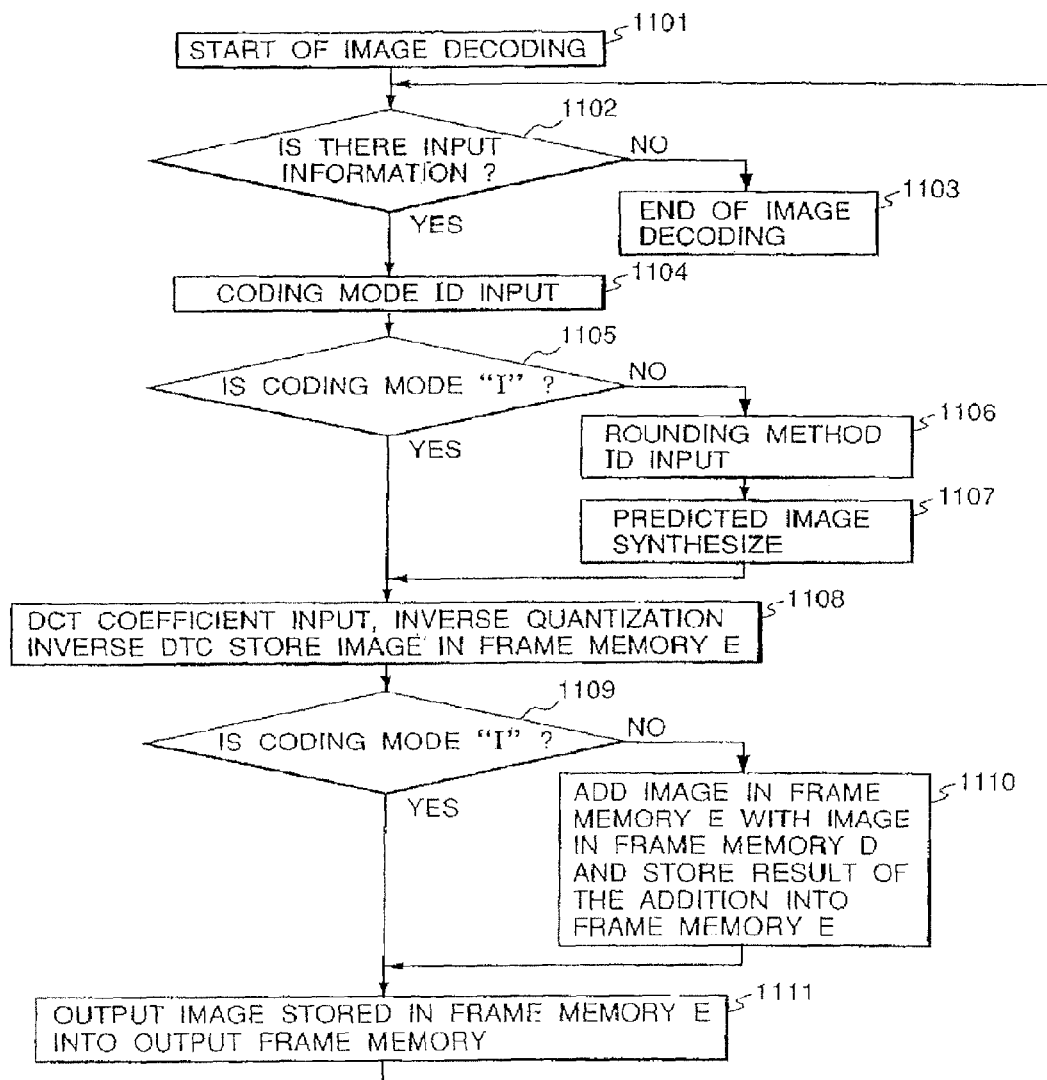 1101
START OF IMAGE DECODING
1102
IS THERE INPUT
INFORMATION ?
NO
YES
1103
END OF IMAGE
DECODING
1104
CODING MODE ID INPUT
1105
IS CODING MODE "I" ?
NO
YES
1106
ROUNDING METHOD
ID INPUT
1107
PREDICTED IMAGE
SYNTHESIZE
1108
DCT COEFFICIENT INPUT, INVERSE QUANTIZATION
INVERSE DTC STORE IMAGE IN FRAME MEMORY E
1109
IS CODING MODE "I" ?
NO
YES
1110
ADD IMAGE IN FRAME
MEMORY E WITH IMAGE
IN FRAME MEMORY D
AND STORE RESULT OF
THE ADDITION INTO
FRAME MEMORY E
1111
OUTPUT IMAGE STORED IN FRAME MEMORY E
INTO OUTPUT FRAME MEMORY